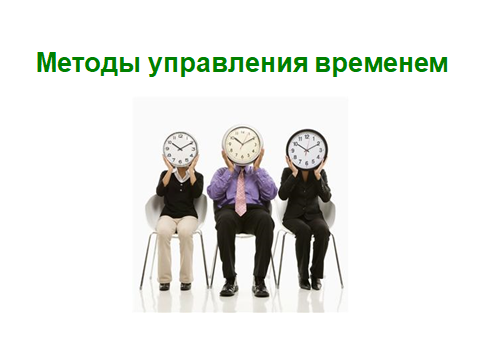 Методы управления временем